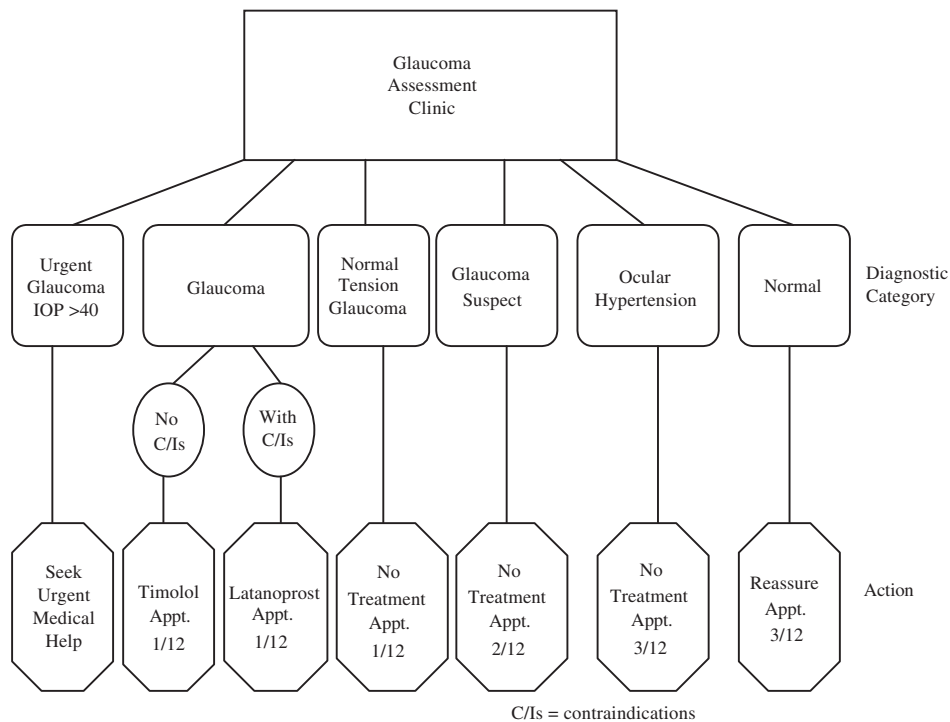 Glaucoma
Assessment
Clinic
Urgent
Glaucoma
IOP >40
Glaucoma
Normal
Tension
Glaucoma
Glaucoma
Suspect
Ocular
Hypertension
Normal
Diagnostic
Category
No
C/Is
With
C/Is
Seek
Urgent
Medical
Help
Timolol
Appt.
1/12
Latanoprost
Appt.
1/12
No
Treatment
Appt.
1/12
No
Treatment
Appt.
2/12
No
Treatment
Appt.
3/12
Reassure
Appt.
3/12
Action
C/Is = contraindications